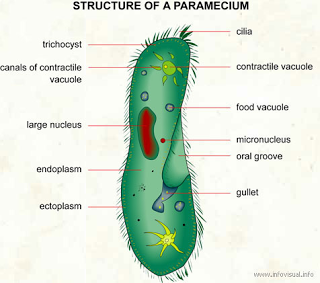 STRUCTURE OF A PARAMECIUM
cilia
trichocyst
canals of contractile
vacuole
contractile vacuole
food vacuole
large nucleus
micronucleus
oral groove
endoplasm
gullet
ectoplasm
www.infovisual.info